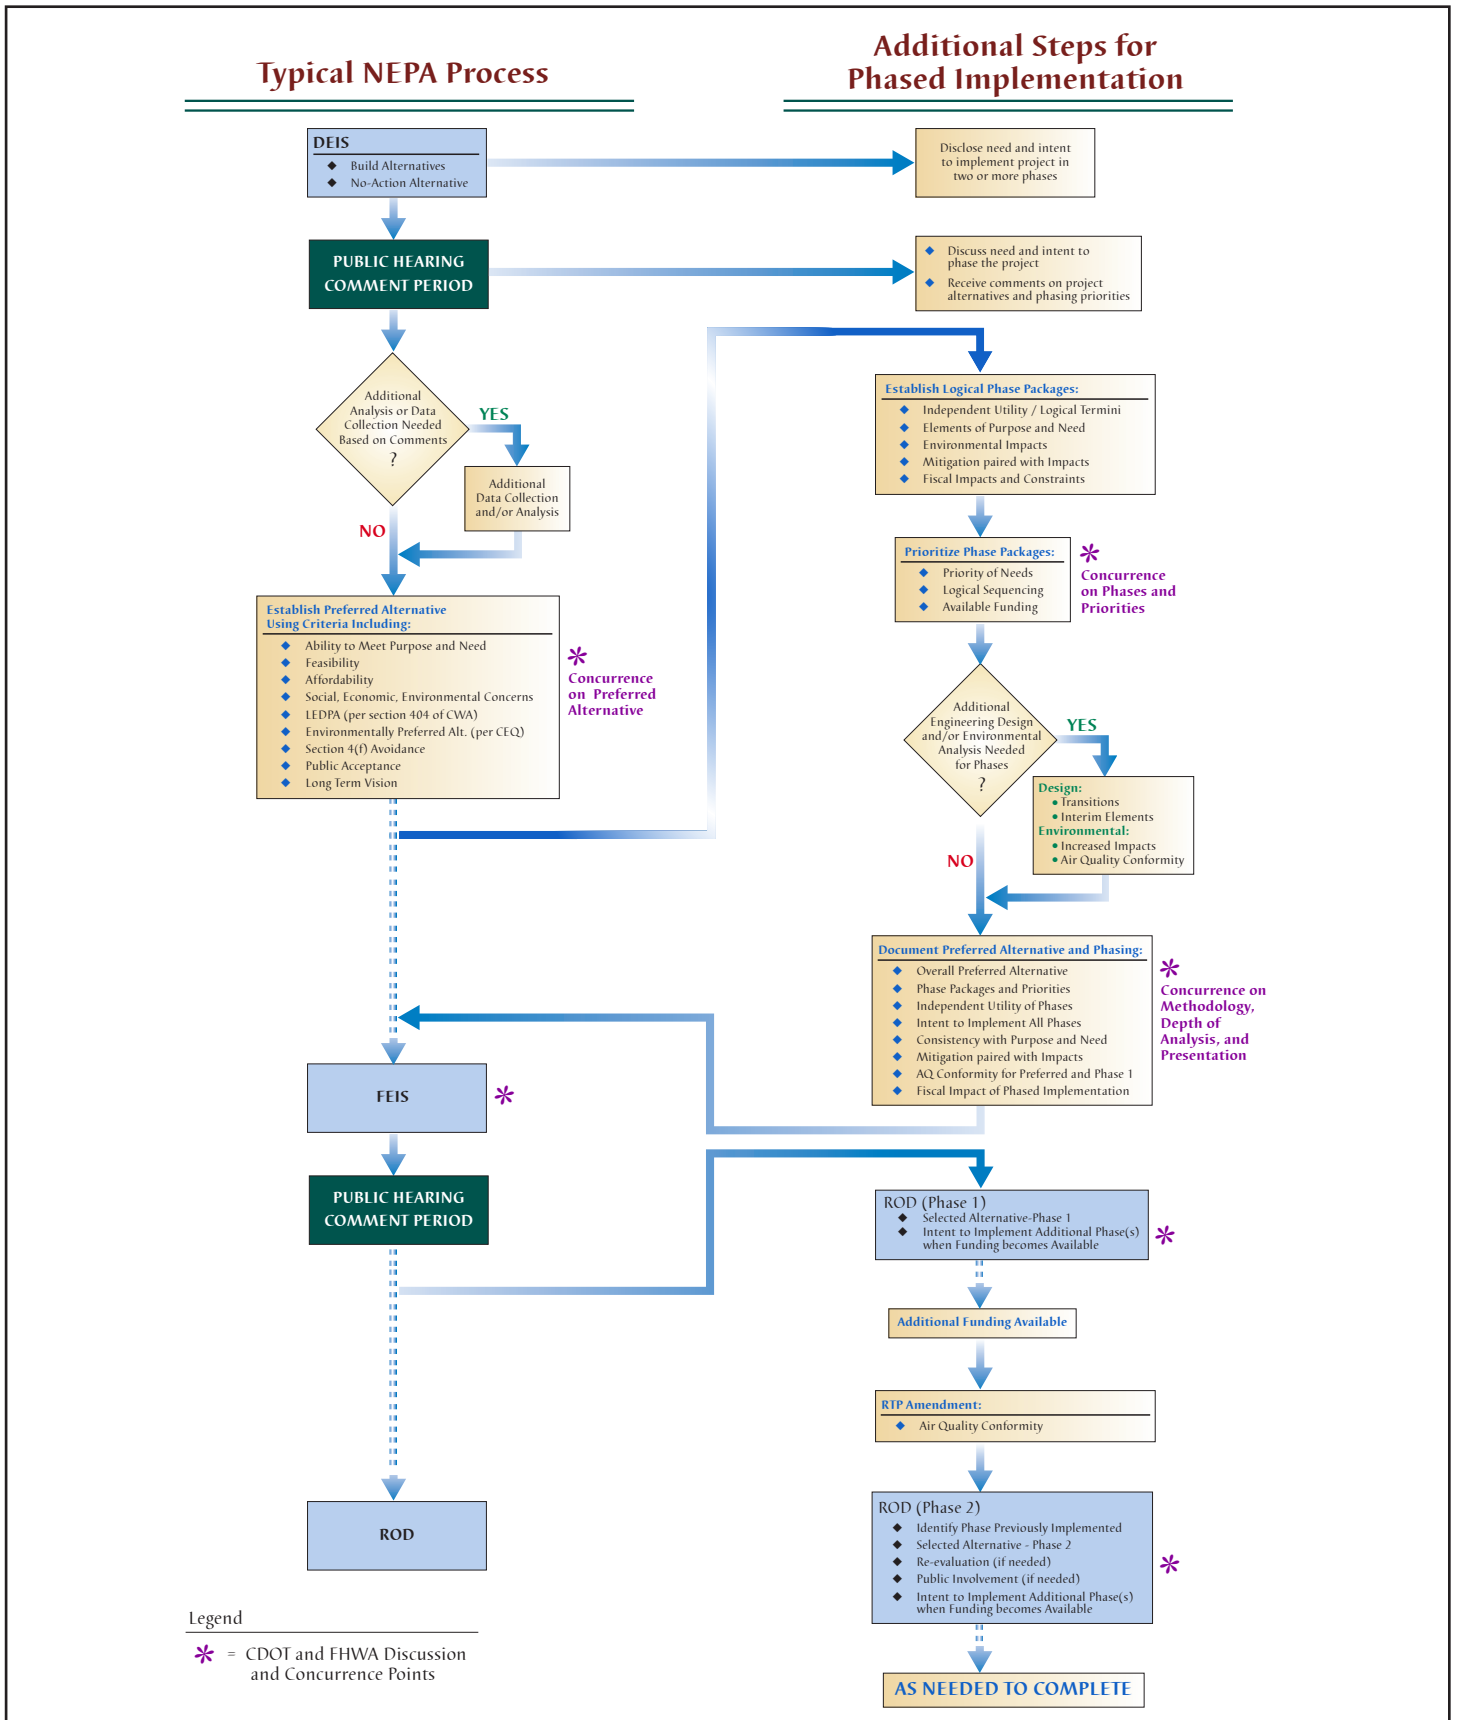 Typical NEPA Process
DEIS
Build Alternatives
No-Action Alternative
PUBLIC HEARING
COMMENT PERIOD
Additional
Analysis or Data
Collection Needed
Based on Comments
?
YES
Additional
Data Collection
and/or Analysis
NO
Establish Preferred Alternative
Using Criteria Including:
Ability to Meet Purpose and Need
Feasibility
Affordability
Social, Economic, Environmental Concerns
LEDPA (per section 404 of CWA)
Environmentally Preferred Alt. (per CEQ)
Section 4(f) Avoidance
Public Acceptance
Long Term Vision
*
Concurrence
on Preferred
Alternative
FEIS
*
PUBLIC HEARING
COMMENT PERIOD
ROD
Legend
* = CDOT and FHWA Discussion
and Concurrence Points
Additional Steps for
Phased Implementation
Disclose need and intent
to implement project in
two or more phases
Discuss need and intent to
phase the project
Receive comments on project
alternatives and phasing priorities
Establish Logical Phase Packages:
Independent Utility / Logical Termini
Elements of Purpose and Need
Environmental Impacts
Mitigation paired with Impacts
Fiscal Impacts and Constraints
Prioritize Phase Packages:
Priority of Needs
Logical Sequencing
Available Funding
*
Concurrence
on Phases and
Priorities
Additional
Engineering Design
and/or Environmental
Analysis Needed
for Phases
?
YES
Design:
Transitions
Interim Elements
Environmental:
Increased Impacts
Air Quality Conformity
NO
Document Preferred Alternative and Phasing:
Overall Preferred Alternative
Phase Packages and Priorities
Independent Utility of Phases
Intent to Implement All Phases
Consistency with Purpose and Need
Mitigation paired with Impacts
AQ Conformity for Preferred and Phase 1
Fiscal Impact of Phased Implementation
*
Concurrence on
Methodology,
Depth of
Analysis, and
Presentation
ROD (Phase 1)
Selected Alternative-Phase 1
Intent to Implement Additional Phase(s)
when Funding becomes Available
*
Additional Funding Available
RTP Amendment:
Air Quality Conformity
ROD (Phase 2)
Identify Phase Previously Implemented
Selected Alternative - Phase 2
Re-evaluation (if needed)
Public Involvement (if needed)
Intent to Implement Additional Phase(s)
when Funding becomes Available
*
AS NEEDED TO COMPLETE